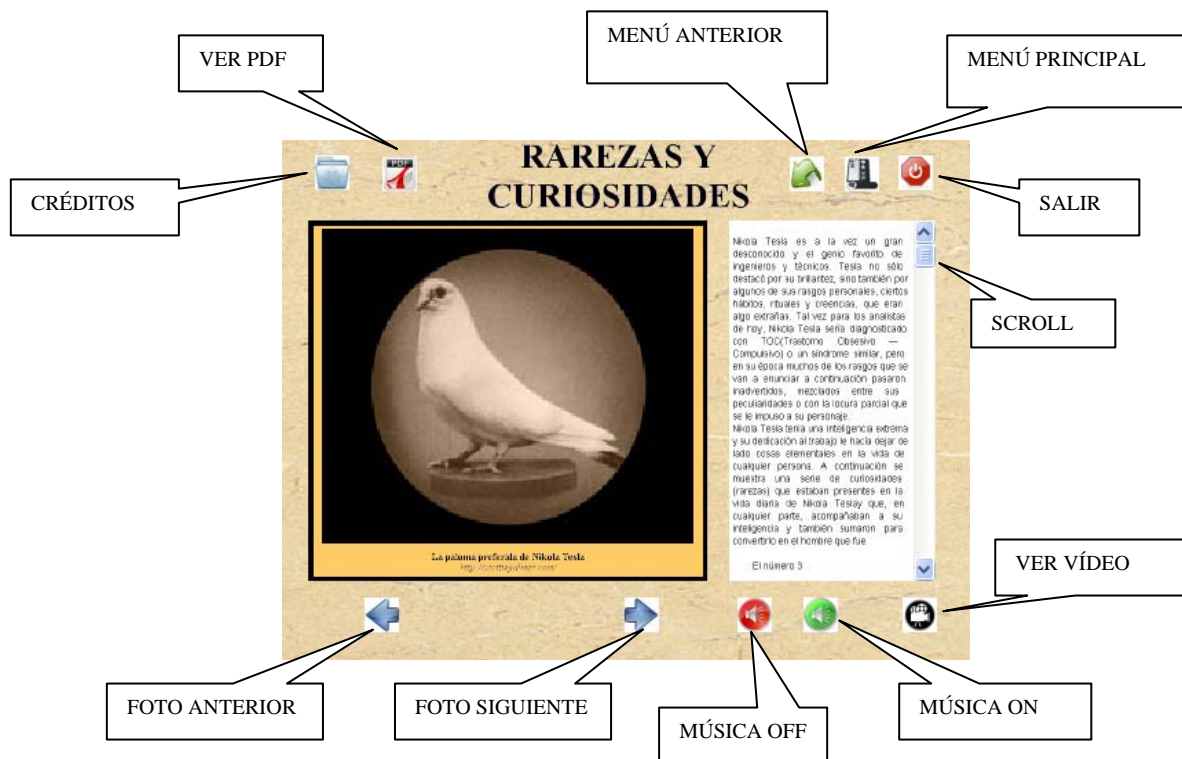 MENÚ ANTERIOR
VER PDF
MENÚ PRINCIPAL
CRÉDITOS
PDF
RAREZAS Y
CURIOSIDADES
SALIR
Nikola Tesla es a la vez un gran
desconocido y el genio favorito de
ingenieros y técnicos. Tesla no sólo
destacó por su brillantez, sino también por
algunos de sus rasgos personales, ciertos
hábitos, rituales y creencias, que eran
algo extrañas. Tal vez para los analistas
de hoy, Nikola Tesla sería diagnosticado
con TOC(Trastorno Obsesivo —
Compulsivo) o un síndrome similar, pero
en su época muchos de los rasgos que se
van a enunciar a continuación pasaron
inadvertidos, mezclados entre sus
peculiaridades o con la locura parcial que
se le impuso a su personaje.
Nikola Tesla tenía una inteligencia extrema
y su dedicación al trabajo le hacía dejar de
lado cosas elementales en la vida de
cualquier persona. A continuación se
muestra una serie de curiosidades
(rarezas) que estaban presentes en la
vida diaria de Nikola Teslay que, en
cualquier parte, acompañaban a su
inteligencia y también sumaron para
convertirlo en el hombre que fue
El número 3
SCROLL
La paloma preferida de Nikola Tesla
VER VÍDEO
FOTO ANTERIOR
FOTO SIGUIENTE
MÚSICA OFF
MÚSICA ON